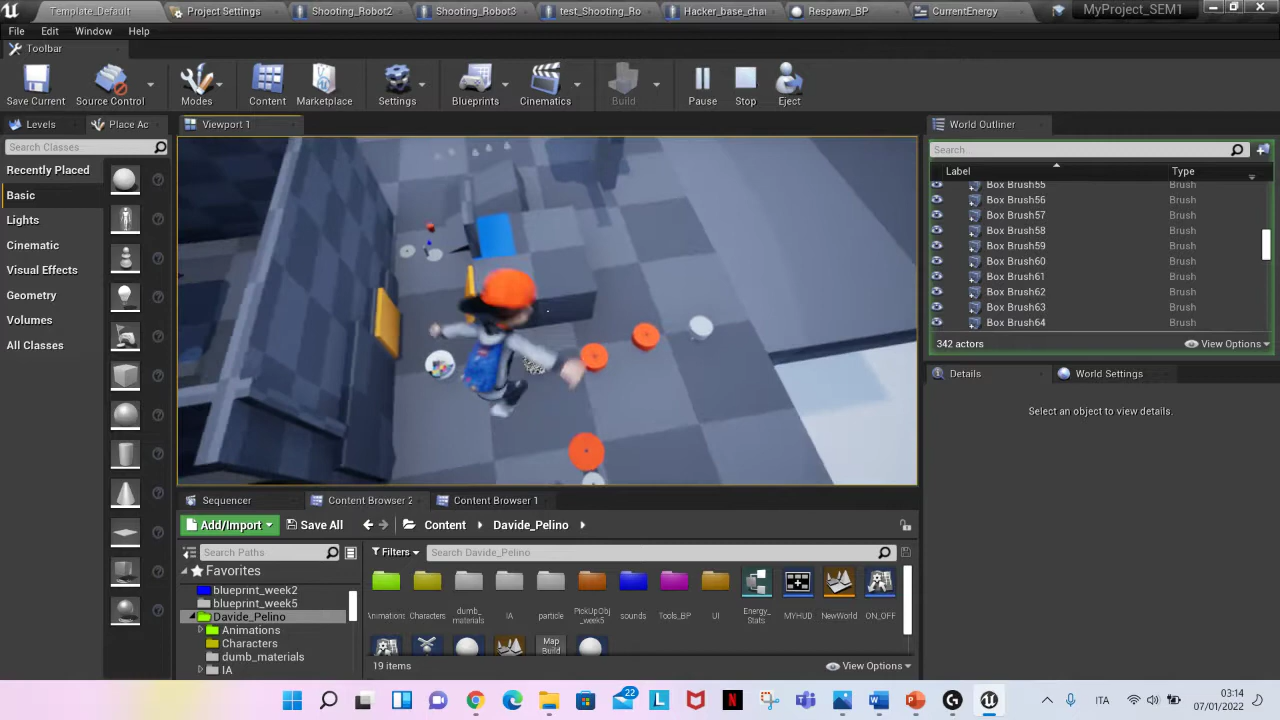 Template_Default
Project Settings
Shooting_Robot2
Shooting_Robot3
test_Shooting_Ro
Hacker_base_cha
Respawn_BP
CurrentEnergy
MyProject_SEM1
File
Edit
Window
Help
Toolbar
Save Current
Source Control
Modes
Content
Marketplace
Settings
Blueprints
Cinematics
Build
Pause
Stop
Eject
Levels
Place Ac
Viewport 1
World Outliner
Search Classes
Search...
Recently Placed
Basic
Lights
Cinematic
Visual Effects
Geometry
Volumes
All Classes
Label
Type
Box Brush55 Brush
Box Brush56 Brush
Box Brush57 Brush
Box Brush58 Brush
Box Brush59 Brush
Box Brush60 Brush
Box Brush61 Brush
Box Brush62 Brush
Box Brush63 Brush
Box Brush64 Brush
342 actors
View Options
Details
World Settings
Select an object to view details.
Sequencer
Content Browser 2
Content Browser 1
Add/Import
Save All
Content
Davide_Pelino
Search Paths
Filters
Search Davide_Pelino
Favorites
blueprint_week2
blueprint_week5
Davide_Pelino
Animations
Characters
dumb_materials
IA
Animations
Characters
dumb_
materials
IA
particle
PickUpObj
_week5
sounds
Tools_BP
UI
Energy_
Stats
MYHUD
NewWorld
ON_OFF
Map
Build
19 items
View Options
22
ITA
03:14
07/01/2022